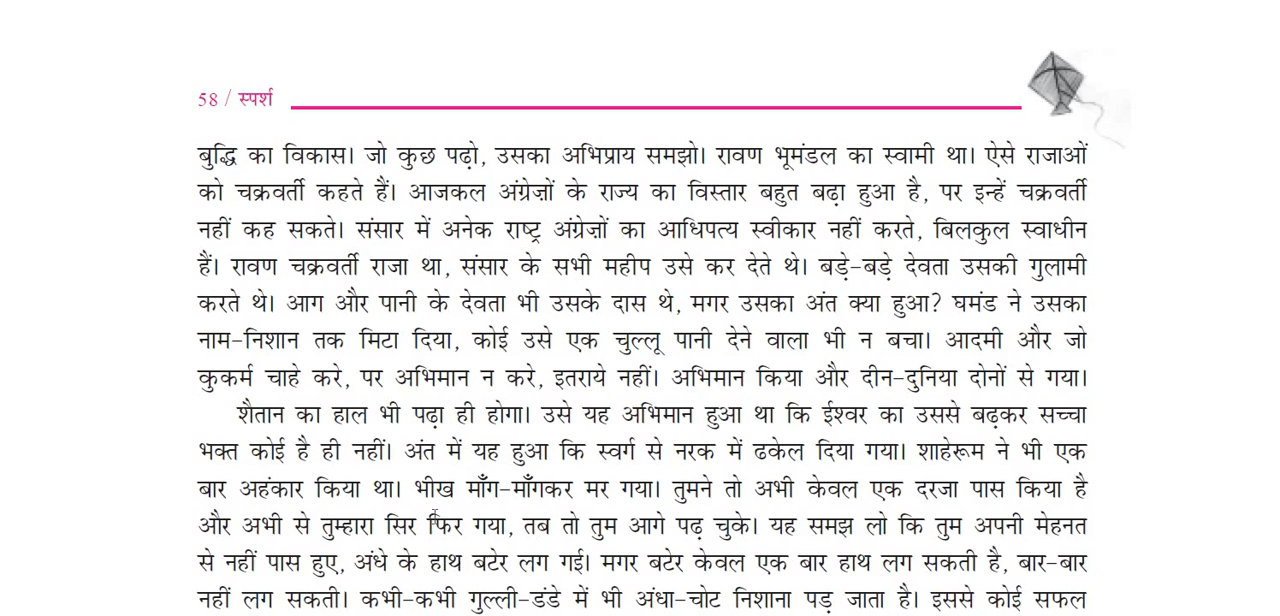 58 / स्पर्श
बुद्धि का विकास। जो कुछ पढ़ो, उसका अभिप्राय समझो। रावण भूमंडल का स्वामी था। ऐसे राजाओं
को चक्रवर्ती कहते हैं। आजकल अंग्रेज़ों के राज्य का विस्तार बहुत बढ़ा हुआ है, पर इन्हें चक्रवर्ती
नहीं कह सकते। संसार में अनेक राष्ट्र अंग्रेज़ों का आधिपत्य स्वीकार नहीं करते, बिलकुल स्वाधीन
हैं। रावण चक्रवर्ती राजा था, संसार के सभी महीप उसे कर देते थे। बड़े-बड़े देवता उसकी गुलामी
करते थे। आग और पानी के देवता भी उसके दास थे, मगर उसका अंत क्या हुआ? घमंड ने उसका
नाम-निशान तक मिटा दिया, कोई उसे एक चुल्लू पानी देने वाला भी न बचा। आदमी और जो
कुकर्म चाहे करे, पर अभिमान न करे, इतराये नहीं। अभिमान किया और दीन-दुनिया दोनों से गया।
शैतान का हाल भी पढ़ा ही होगा। उसे यह अभिमान हुआ था कि ईश्वर का उससे बढ़कर सच्चा
भक्त कोई है ही नहीं। अंत में यह हुआ कि स्वर्ग से नरक में ढकेल दिया गया। शाहेरूम ने भी एक
बार अहंकार किया था। भीख माँग-माँगकर मर गया। तुमने तो अभी केवल एक दरजा पास किया है
और अभी से तुम्हारा सिर फिर गया, तब तो तुम आगे पढ़ चुके। यह समझ लो कि तुम अपनी मेहनत
से नहीं पास हुए, अंधे के हाथ बटेर लग गई। मगर बटेर केवल एक बार हाथ लग सकती है, बार-बार
नहीं लग सकती। कभी-कभी गुल्ली-डंडे में भी अंधा-चोट निशाना पड़ जाता है। इससे कोई सफल